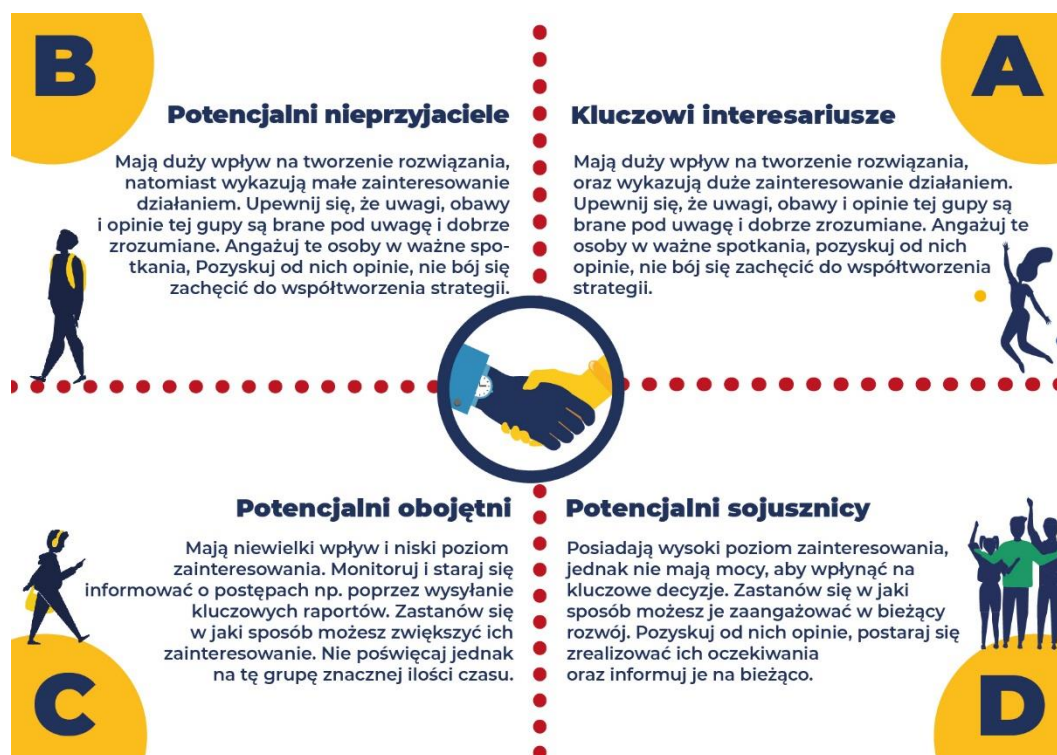 B
Potencjalni nieprzyjaciele
Mają duży wpływ na tworzenie rozwiązania,
natomiast wykazują małe zainteresowanie
działaniem. Upewnij się, że uwagi, obawy
i opinie tej gupy są brane pod uwagę i dobrze
zrozumiane. Angażuj te osoby w ważne spo-
tkania, Pozyskuj od nich opinie, nie bój się
zachęcić do współtworzenia strategii.
A
Kluczowi interesariusze
Mają duży wpływ na tworzenie rozwiązania,
oraz wykazują duże zainteresowanie działaniem.
Upewnij się, że uwagi, obawy i opinie tej gupy są
brane pod uwagę i dobrze zrozumiane. Angażuj te
osoby w ważne spotkania, pozyskuj od nich
opinie, nie bój się zachęcić do współtworzenia
strategii.
Potencjalni obojętni
Mają niewielki wpływ i niski poziom
zainteresowania. Monitoruj i staraj się
informować o postępach np. poprzez wysyłanie
kluczowych raportów. Zastanów się
w jaki sposób możesz zwiększyć ich
zainteresowanie. Nie poświęcaj jednak
na tę grupę znacznej ilości czasu.
C
Potencjalni sojusznicy
Posiadają wysoki poziom zainteresowania,
jednak nie mają mocy, aby wpłynąć na
kluczowe decyzje. Zastanów się w jaki
sposób możesz je zaangażować w bieżący
rozwój. Pozyskuj od nich opinie, postaraj się
zrealizować ich oczekiwania
oraz informuj je na bieżąco.
D